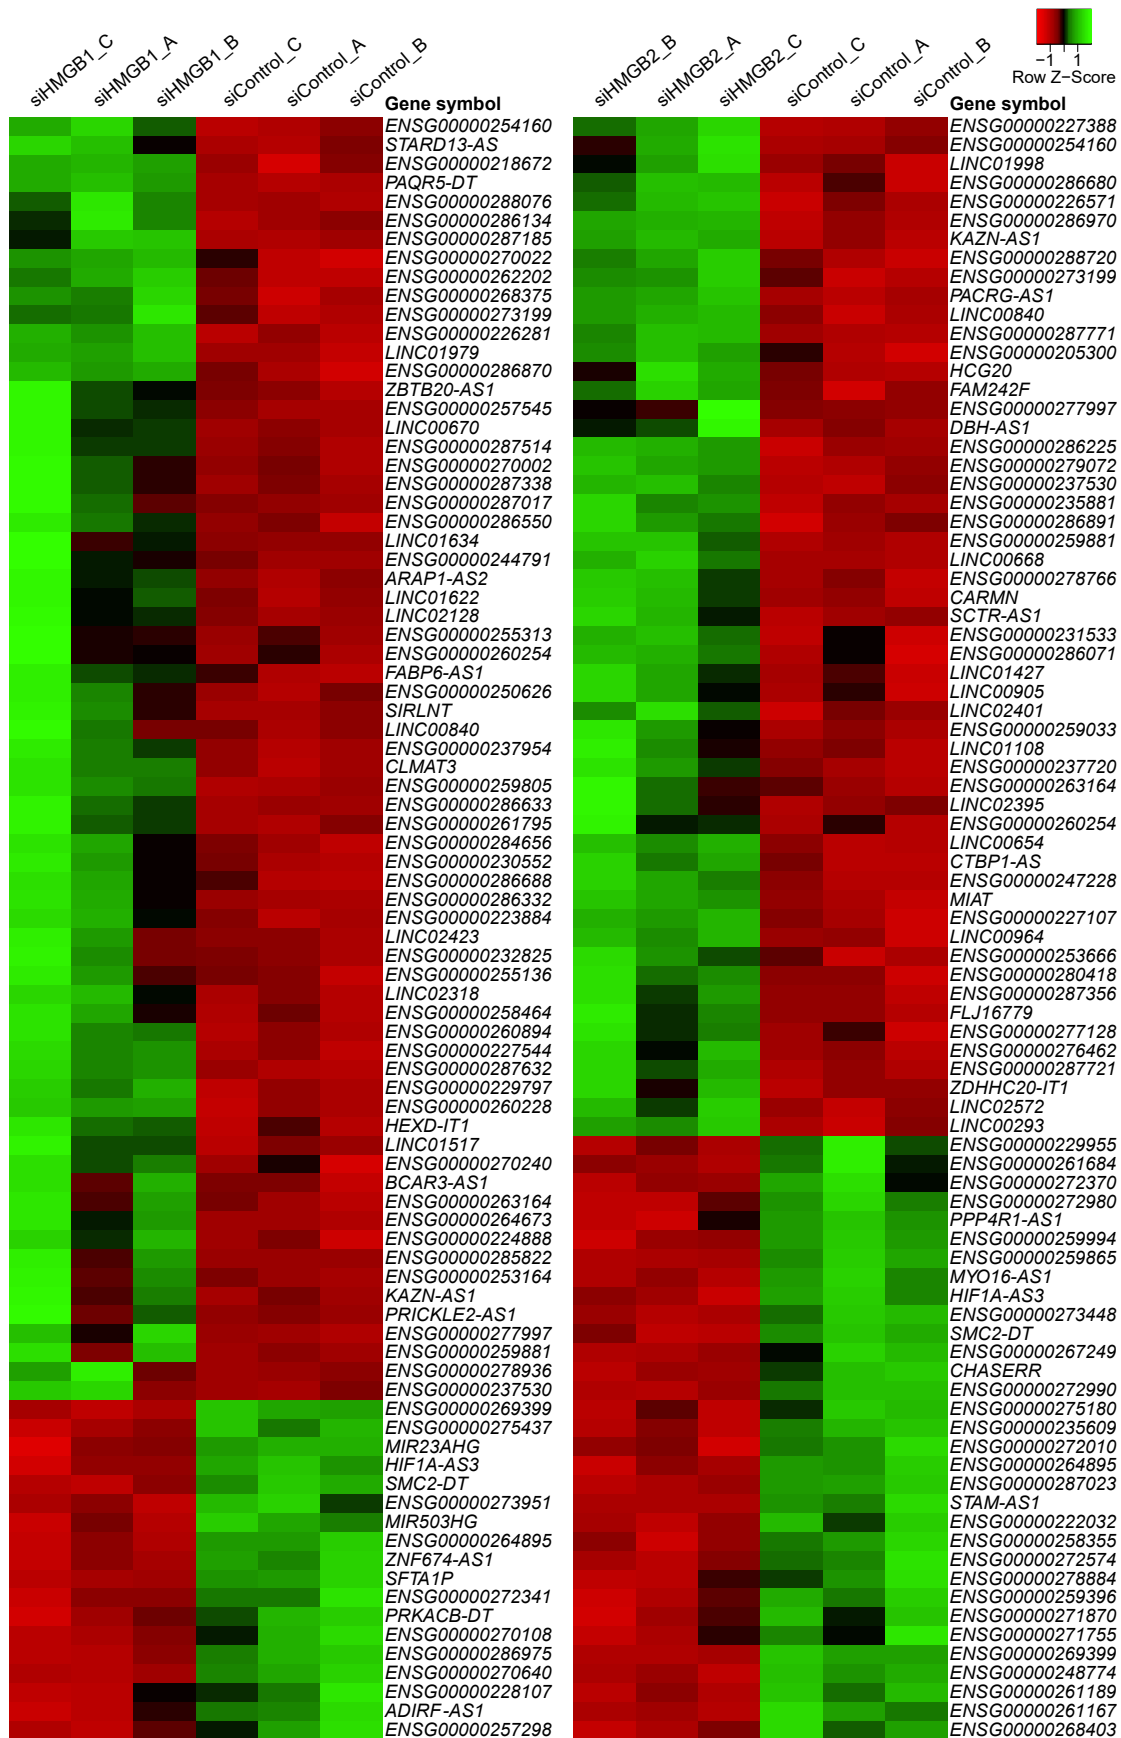 siHMGB1_C
siHMGB1_A
siHMGB1_B
siControl_C
siControl_A
siControl_B
Gene symbol
ENSG00000254160
STARD13-AS
ENSG00000218672
PAQR5-DT
ENSG00000288076
ENSG00000286134
ENSG00000287185
ENSG00000270022
ENSG00000262202
ENSG00000268375
ENSG00000273199
ENSG00000226281
LINC01979
ENSG00000286870
ZBTB20-AS1
ENSG00000257545
LINC00670
ENSG00000287514
ENSG00000270002
ENSG00000287338
ENSG00000287017
ENSG00000286550
LINC01634
ENSG00000244791
ARAP1-AS2
LINC01622
LINC02128
ENSG00000255313
ENSG00000260254
FABP6-AS1
ENSG00000250626
SIRLNT
LINC00840
ENSG00000237954
CLMAT3
ENSG00000259805
ENSG00000286633
ENSG00000261795
ENSG00000284656
ENSG00000230552
ENSG00000286688
ENSG00000286332
ENSG00000223884
LINC02423
ENSG00000232825
ENSG00000255136
LINC02318
ENSG00000258464
ENSG00000260894
ENSG00000227544
ENSG00000287632
ENSG00000229797
ENSG00000260228
HEXD-IT1
LINC01517
ENSG00000270240
BCAR3-AS1
ENSG00000263164
ENSG00000264673
ENSG00000224888
ENSG00000285822
ENSG00000253164
KAZN-AS1
PRICKLE2-AS1
ENSG00000277997
ENSG00000259881
ENSG00000278936
ENSG00000237530
ENSG00000269399
ENSG00000275437
MIR23AHG
HIF1A-AS3
SMC2-DT
ENSG00000273951
MIR503HG
ENSG00000264895
ZNF674-AS1
SFTA1P
ENSG00000272341
PRKACB-DT
ENSG00000270108
ENSG00000286975
ENSG00000270640
ENSG00000228107
ADIRF-AS1
ENSG00000257298
siHMGB2_B
siHMGB2_A
siHMGB2_C
siControl_C
siControl_A
siControl_B
−1 1
Row Z−Score
Gene symbol
ENSG00000227388
ENSG00000254160
LINC01998
ENSG00000286680
ENSG00000226571
ENSG00000286970
KAZN-AS1
ENSG00000288720
ENSG00000273199
PACRG-AS1
LINC00840
ENSG00000287771
ENSG00000205300
HCG20
FAM242F
ENSG00000277997
DBH-AS1
ENSG00000286225
ENSG00000279072
ENSG00000237530
ENSG00000235881
ENSG00000286891
ENSG00000259881
LINC00668
ENSG00000278766
CARMN
SCTR-AS1
ENSG00000231533
ENSG00000286071
LINC01427
LINC00905
LINC02401
ENSG00000259033
LINC01108
ENSG00000237720
ENSG00000263164
LINC02395
ENSG00000260254
LINC00654
CTBP1-AS
ENSG00000247228
MIAT
ENSG00000227107
LINC00964
ENSG00000253666
ENSG00000280418
ENSG00000287356
FLJ16779
ENSG00000277128
ENSG00000276462
ENSG00000287721
ZDHHC20-IT1
LINC02572
LINC00293
ENSG00000229955
ENSG00000261684
ENSG00000272370
ENSG00000272980
PPP4R1-AS1
ENSG00000259994
ENSG00000259865
MYO16-AS1
HIF1A-AS3
ENSG00000273448
SMC2-DT
ENSG00000267249
CHASERR
ENSG00000272990
ENSG00000275180
ENSG00000235609
ENSG00000272010
ENSG00000264895
ENSG00000287023
STAM-AS1
ENSG00000222032
ENSG00000258355
ENSG00000272574
ENSG00000278884
ENSG00000259396
ENSG00000271870
ENSG00000271755
ENSG00000269399
ENSG00000248774
ENSG00000261189
ENSG00000261167
ENSG00000268403